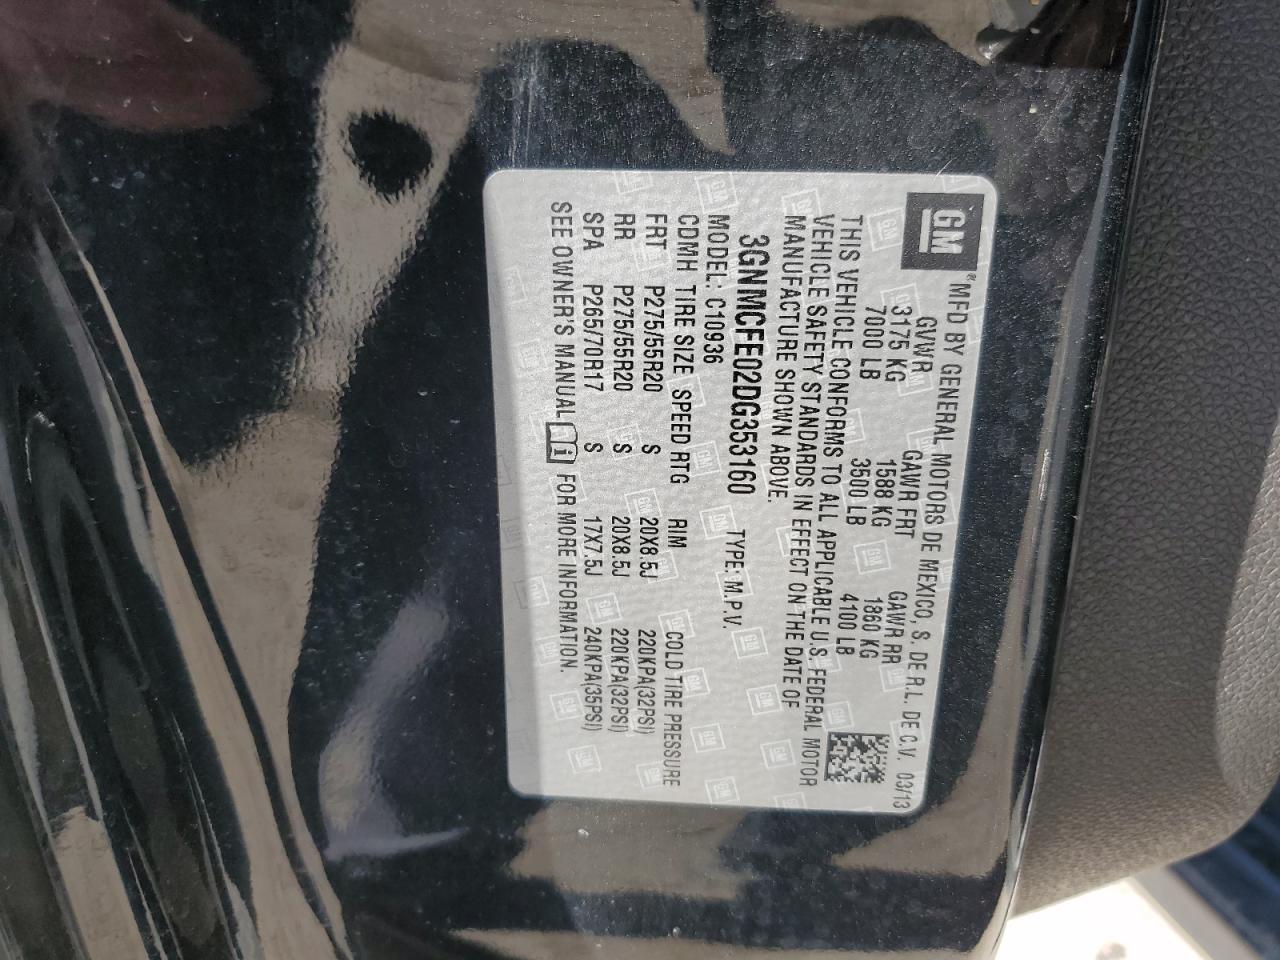 GM ® MFD BY GENERAL MOTORS DE MEXICO, S. DE R.L. DE C.V. 03/13
GVWR GAWR FRT GAWR RR
3175 KG 1588 KG 1860 KG
7000 LB 3500 LB 4100 LB
THIS VEHICLE CONFORMS TO ALL APPLICABLE U.S. FEDERAL MOTOR
VEHICLE SAFETY STANDARDS IN EFFECT ON THE DATE OF
MANUFACTURE SHOWN ABOVE.
3GNMCFE02DG353160 TYPE: M.P.V.
MODEL: C10936
CDMH TIRE SIZE SPEED RTG RIM COLD TIRE PRESSURE
FRT P275/55R20 S 20X8.5J 220KPA(32PSI)
RR P275/55R20 S 20X8.5J 220KPA(32PSI)
SPA P265/70R17 S 17X7.5J 240KPA(35PSI)
SEE OWNER'S MANUAL i FOR MORE INFORMATION.